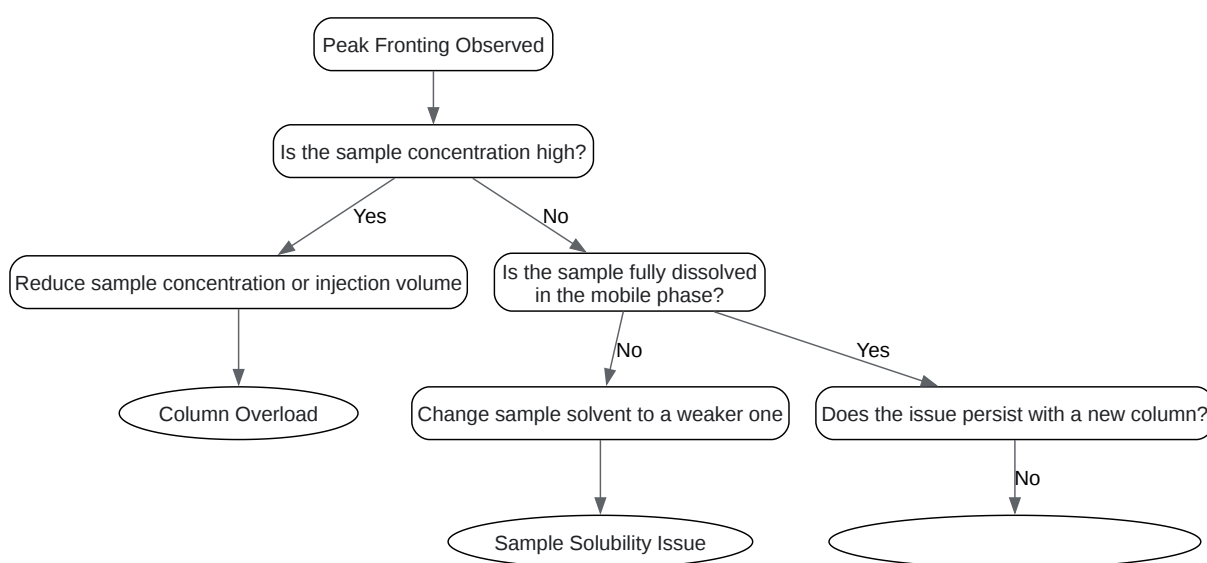 Peak Fronting Observed
Is the sample concentration high?
Yes
No
Reduce sample concentration or injection volume
Is the sample fully dissolved
in the mobile phase?
No
Yes
Column Overload
Change sample solvent to a weaker one
Does the issue persist with a new column?
No
Sample Solubility Issue